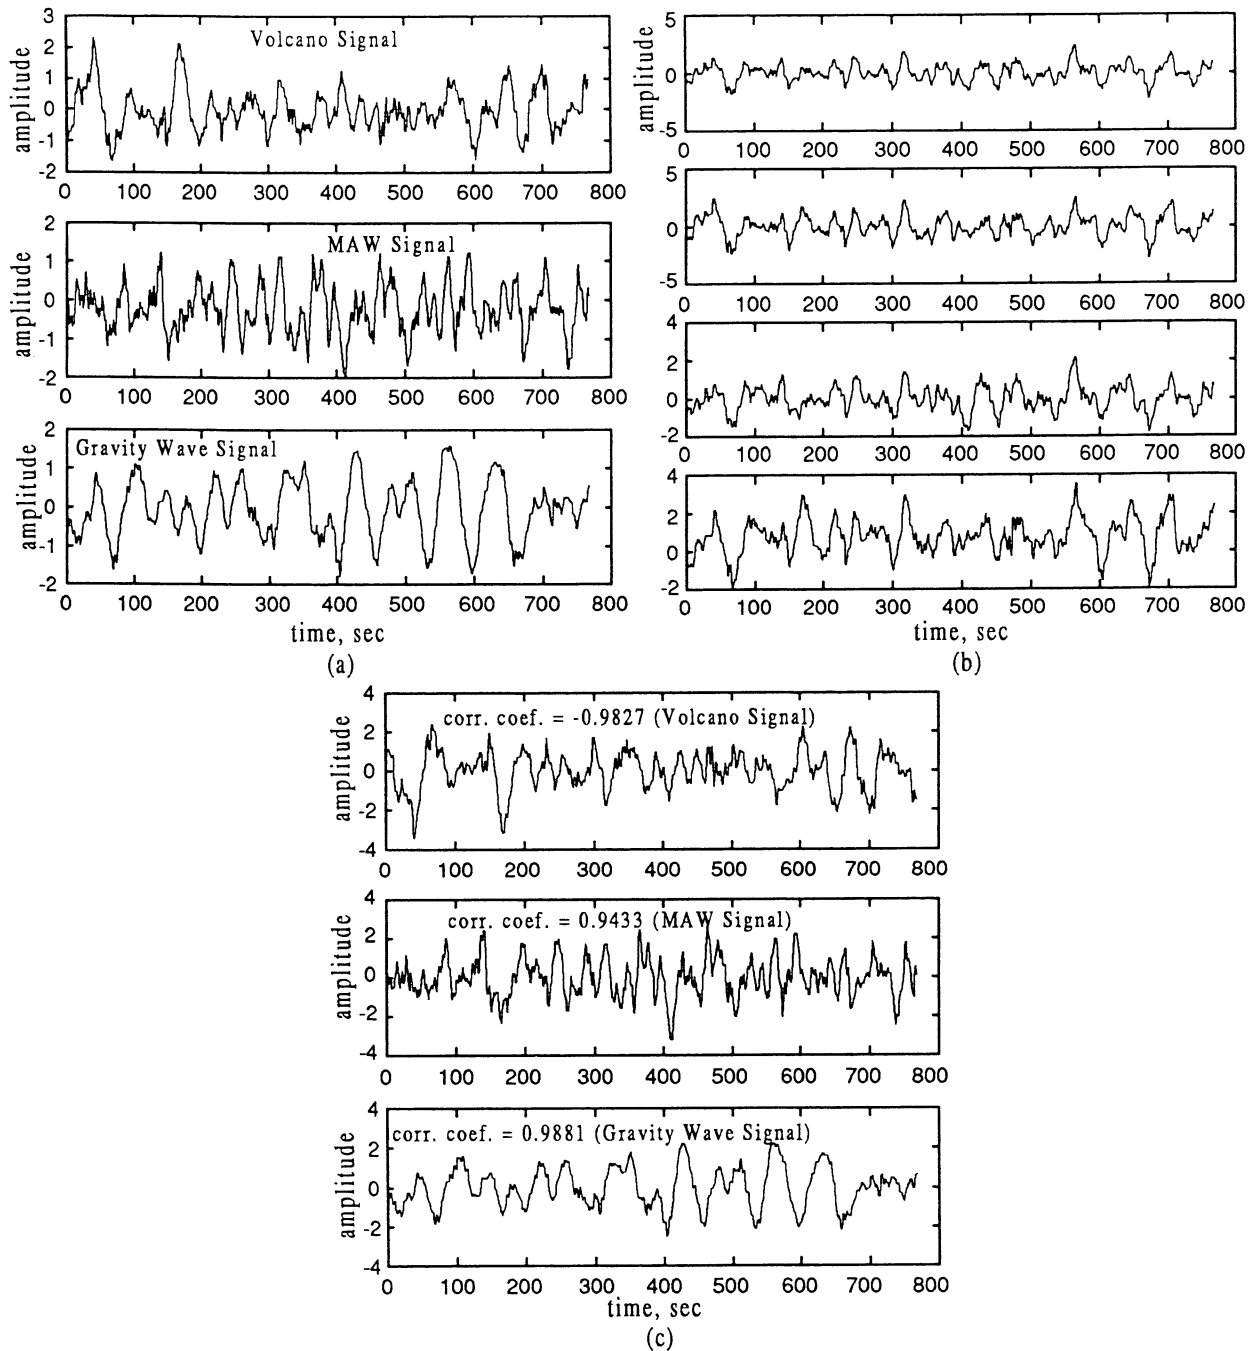 Volcano Signal
amplitude
3
2
1
0
-1
-2
0 100 200 300 400 500 600 700 800
MAW Signal
amplitude
2
1
0
-1
-2
0 100 200 300 400 500 600 700 800
Gravity Wave Signal
amplitude
2
1
0
-1
-2
0 100 200 300 400 500 600 700 800
time, sec
(a)
amplitude
5
0
-5
0 100 200 300 400 500 600 700 800
5
0
-5
0 100 200 300 400 500 600 700 800
4
2
0
-2
0 100 200 300 400 500 600 700 800
4
2
0
-2
0 100 200 300 400 500 600 700 800
time, sec
(b)
corr. coef. = -0.9827 (Volcano Signal)
amplitude
4
2
0
-2
-4
0 100 200 300 400 500 600 700 800
corr. coef. = 0.9433 (MAW Signal)
amplitude
4
2
0
-2
-4
0 100 200 300 400 500 600 700 800
corr. coef. = 0.9881 (Gravity Wave Signal)
amplitude
4
2
0
-2
-4
0 100 200 300 400 500 600 700 800
time, sec
(c)